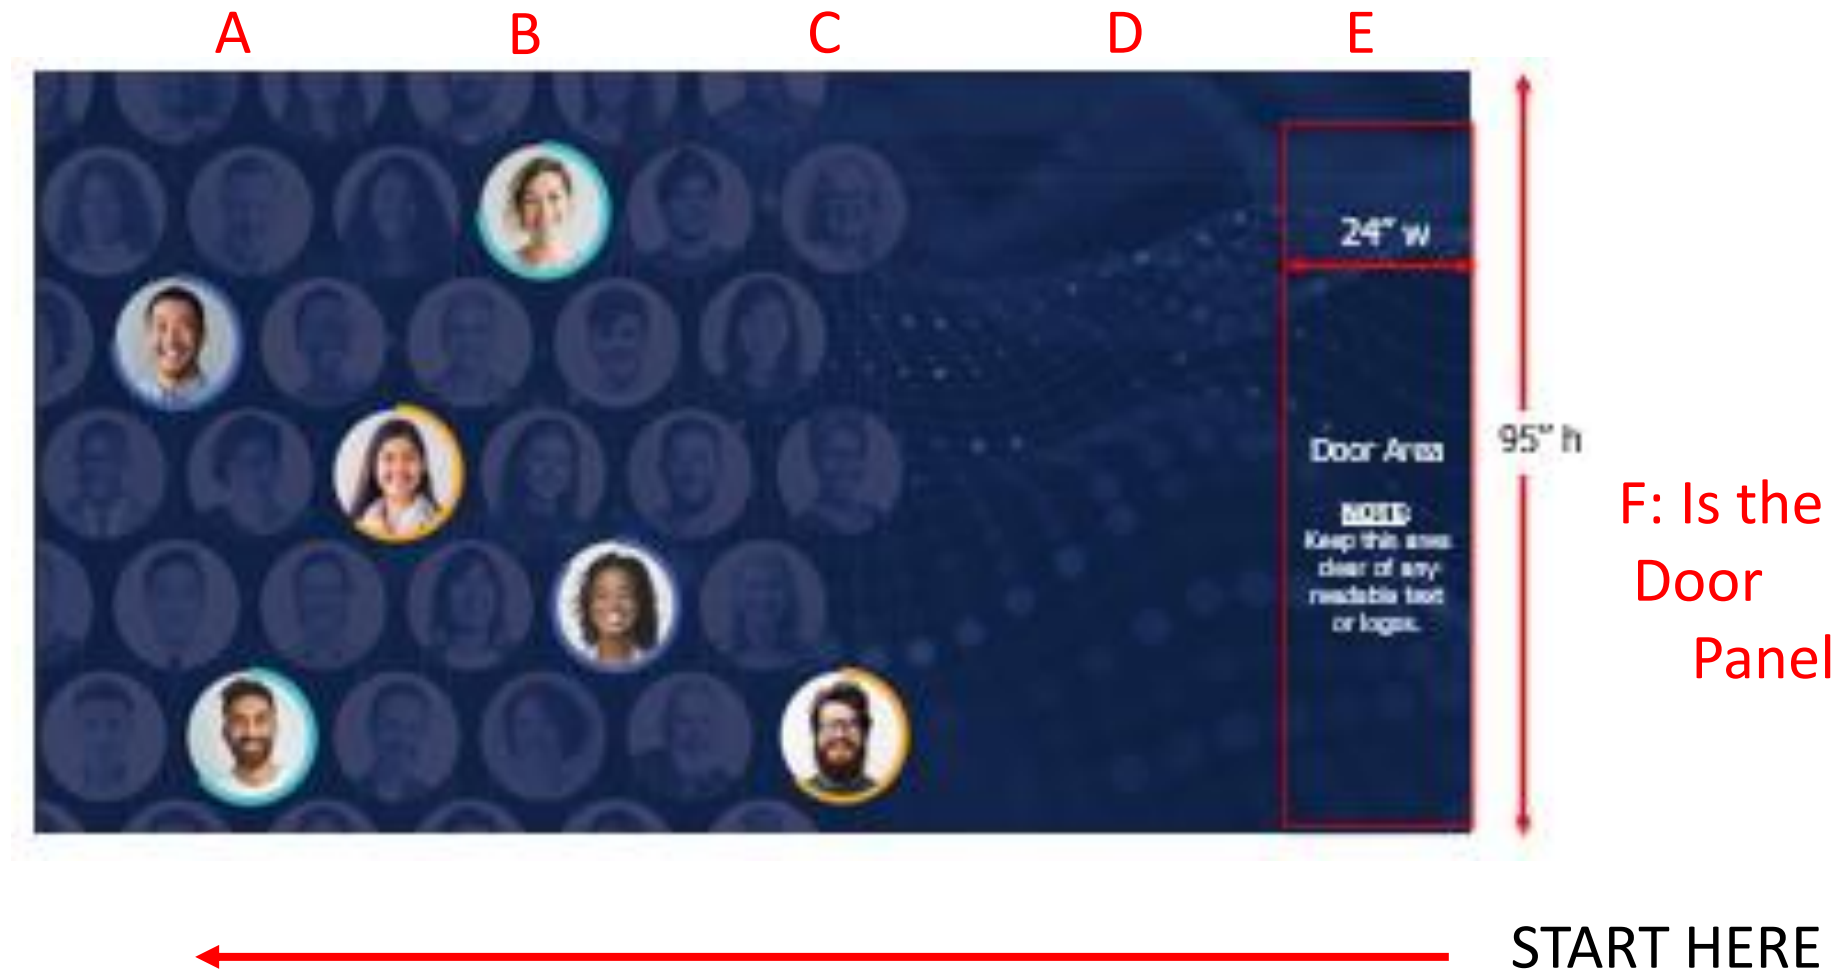 A B C D E
24" w
Door Area
NOTE:
Keep this area
clear of any
readable text
or logos.
95" h
F: Is the
Door
Panel
START HERE